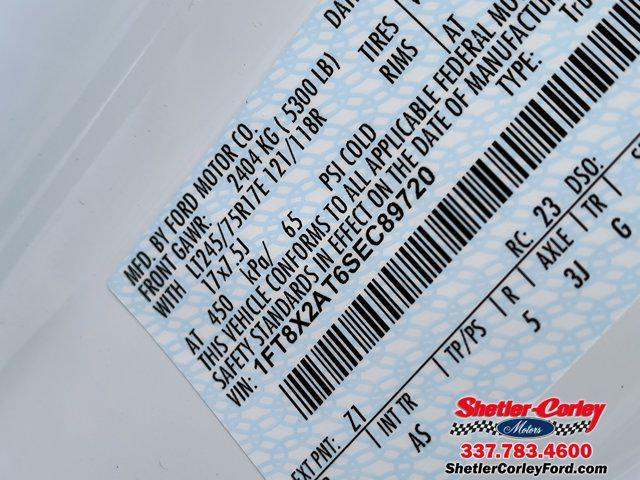 DAT
MFD. BY FORD MOTOR CO.
FRONT GAWR: 2404 KG ( 5300 LB) TIRES
WITH LT245/75R17E 121/118R RIMS
17x7.5J
AT 450 kPa/ 65 PSI COLD AT
THIS VEHICLE CONFORMS TO ALL APPLICABLE FEDERAL MO
SAFETY STANDARDS IN EFFECT ON THE DATE OF MANUFACTUR
VIN: 1FT8X2AT6SEC89720 TYPE: TRU
EXT PNT: Z1 RC: 23 DSO:
INT TR TP/PS R AXLE TR
AS 5 3J G
Shetler-Corley
Motors
337.783.4600
ShetlerCorleyFord.com